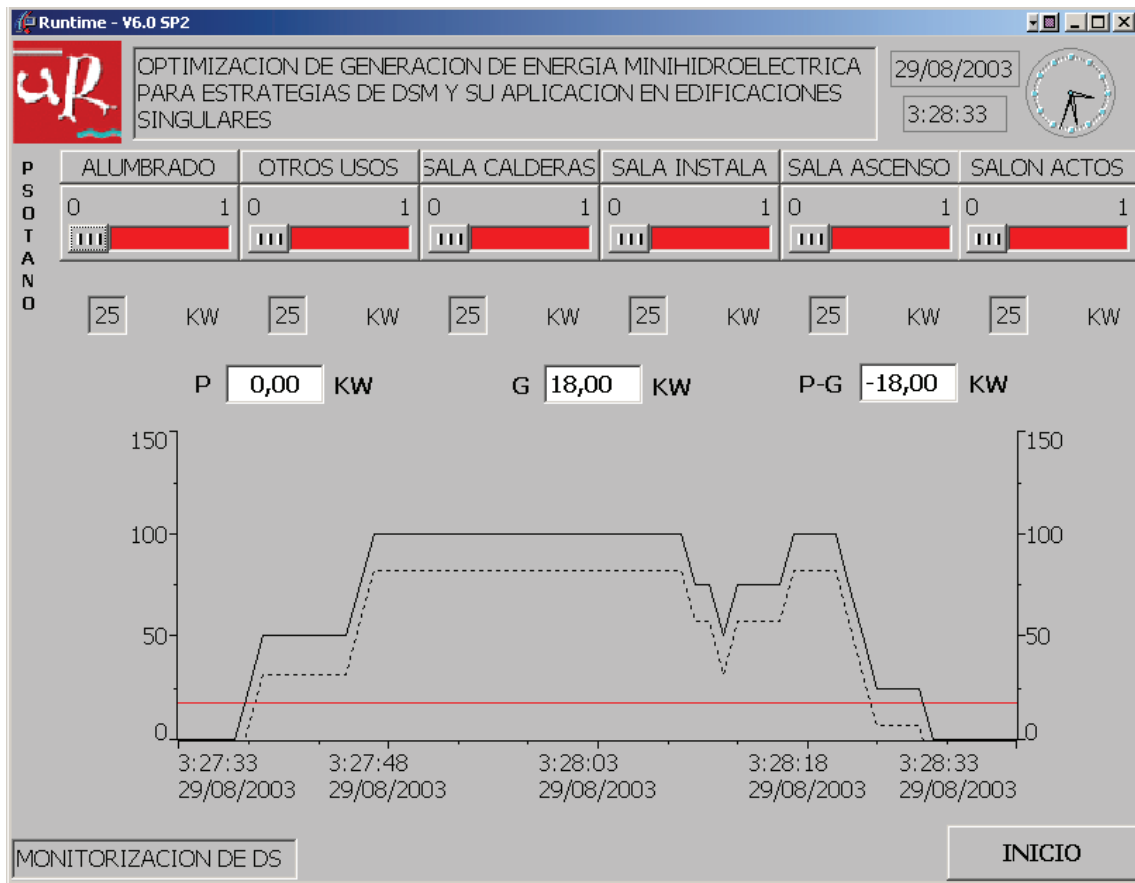 Runtime - V6.0 SP2
uR
OPTIMIZACION DE GENERACION DE ENERGIA MINIHIDROELECTRICA
PARA ESTRATEGIAS DE DSM Y SU APLICACION EN EDIFICACIONES
SINGULARES
29/08/2003
3:28:33
PSOTANO
ALUMBRADO OTROS USOS SALA CALDERAS SALA INSTALA SALA ASCENSO SALON ACTOS
0 1 0 1 0 1 0 1 0 1 0 1
25 KW 25 KW 25 KW 25 KW 25 KW 25 KW
P 0,00 KW G 18,00 KW P-G -18,00 KW
150 150
100 100
50 50
0 0
3:27:33 3:27:48 3:28:03 3:28:18 3:28:33
29/08/2003 29/08/2003 29/08/2003 29/08/2003 29/08/2003
MONITORIZACION DE DS
INICIO